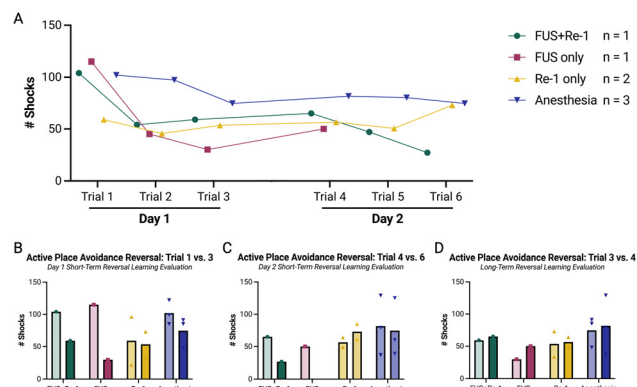 A
150
100
50
0
# Shocks
Trial 1
Trial 2
Trial 3
Trial 4
Trial 5
Trial 6
Day 1
Day 2
FUS+Re-1 n = 1
FUS only n = 1
Re-1 only n = 2
Anesthesia n = 3
B
Active Place Avoidance Reversal: Trial 1 vs. 3
Day 1 Short-Term Reversal Learning Evaluation
150
100
50
0
# Shocks
C
Active Place Avoidance Reversal: Trial 4 vs. 6
Day 2 Short-Term Reversal Learning Evaluation
150
100
50
0
# Shocks
D
Active Place Avoidance Reversal: Trial 3 vs. 4
Long-Term Reversal Learning Evaluation
150
100
50
0
# Shocks